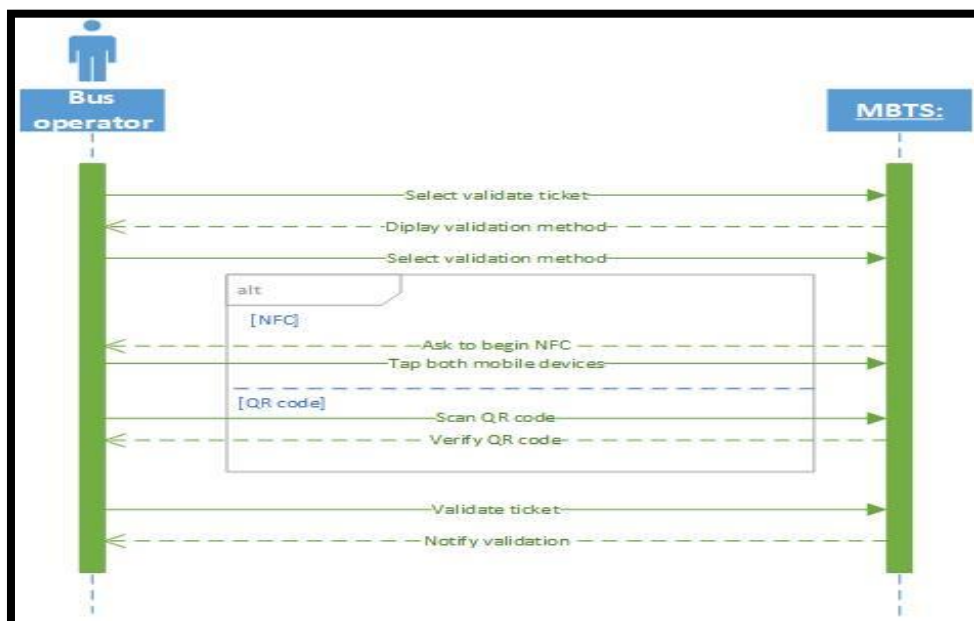 Bus
operator
MBTS:
Select validate ticket
Diplay validation method
Select validation method
alt
[NFC]
Ask to begin NFC
Tap both mobile devices
[QR code]
Scan QR code
Verify QR code
Validate ticket
Notify validation